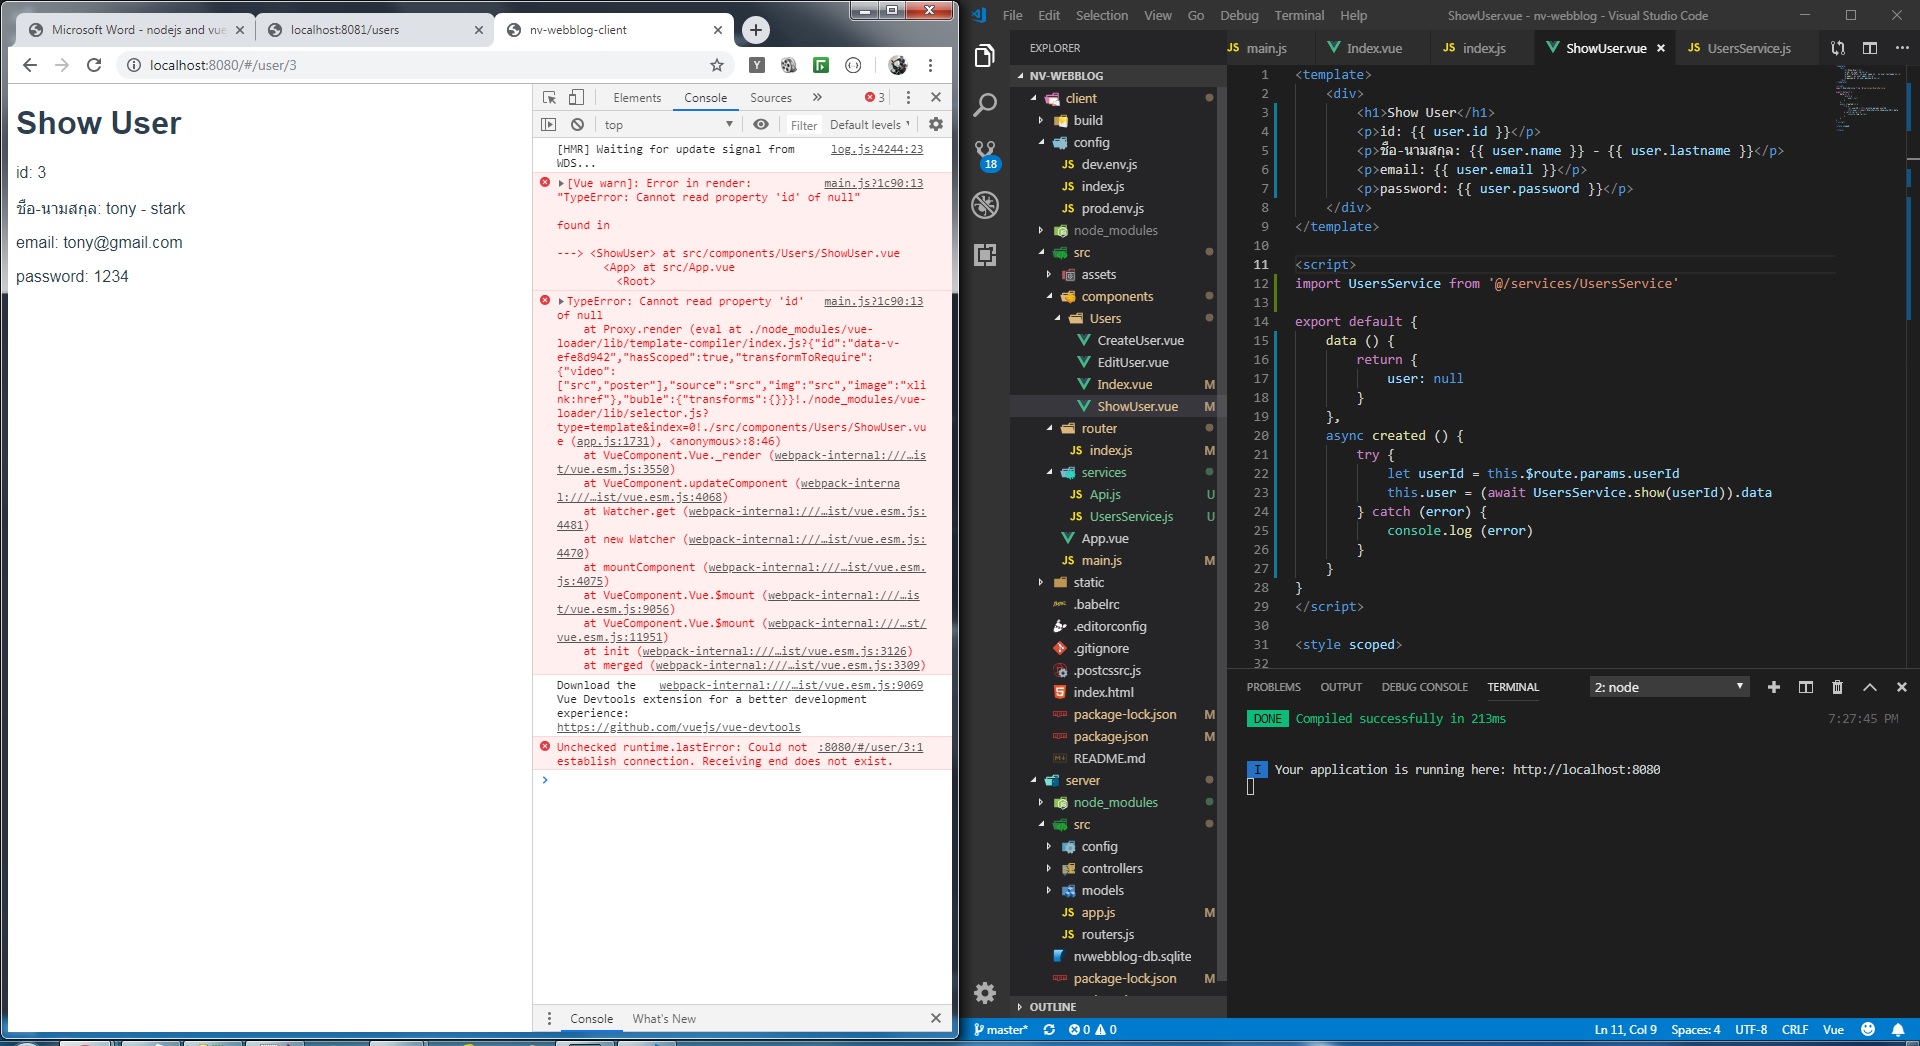 Microsoft Word - nodejs and vue
localhost:8081/users
nv-webblog-client
localhost:8080/#/user/3
Show User
id: 3
ชื่อ-นามสกุล: tony - stark
email: tony@gmail.com
password: 1234
Elements Console Sources » 3
top Filter Default levels
[HMR] Waiting for update signal from log.js?4244:23
WDS...
[Vue warn]: Error in render: main.js?1c90:13
"TypeError: Cannot read property 'id' of null"
found in
---> <ShowUser> at src/components/Users/ShowUser.vue
<App> at src/App.vue
<Root>
TypeError: Cannot read property 'id' main.js?1c90:13
of null
at Proxy.render (eval at ./node_modules/vue-
loader/lib/template-compiler/index.js?{"id":"data-v-
efe8d942","hasScoped":true,"transformToRequire":
{"video":
["src","poster"],"source":"src","img":"src","image":"xli
nk:href"},"buble":{"transforms":{}}}!./node_modules/vue-
loader/lib/selector.js?
type=template&index=0!./src/components/Users/ShowUser.vu
e (app.js:1731), <anonymous>:8:46)
at VueComponent.Vue._render (webpack-internal:///…is
t/vue.esm.js:3550)
at VueComponent.updateComponent (webpack-interna
l:///…ist/vue.esm.js:4068)
at Watcher.get (webpack-internal:///…ist/vue.esm.js:
4481)
at new Watcher (webpack-internal:///…ist/vue.esm.js:
4470)
at mountComponent (webpack-internal:///…ist/vue.esm.
js:4075)
at VueComponent.Vue.$mount (webpack-internal:///…is
t/vue.esm.js:9056)
at VueComponent.Vue.$mount (webpack-internal:///…st/
vue.esm.js:11951)
at init (webpack-internal:///…ist/vue.esm.js:3126)
at merged (webpack-internal:///…ist/vue.esm.js:3309)
Download the webpack-internal:///…ist/vue.esm.js:9069
Vue Devtools extension for a better development
experience:
https://github.com/vuejs/vue-devtools
Unchecked runtime.lastError: Could not :8080/#/user/3:1
establish connection. Receiving end does not exist.
Console What's New
File Edit Selection View Go Debug Terminal Help ShowUser.vue - nv-webblog - Visual Studio Code
18
EXPLORER
NV-WEBBLOG
client
build
config
dev.env.js
index.js
prod.env.js
node_modules
src
assets
components
Users
CreateUser.vue
EditUser.vue
Index.vue M
ShowUser.vue M
router
index.js M
services
Api.js U
UsersService.js U
App.vue
main.js M
static
.babelrc
.editorconfig
.gitignore
.postcssrc.js
index.html
package-lock.json M
package.json M
README.md
server
node_modules
src
config
controllers
models
app.js M
routers.js
nvwebblog-db.sqlite
package-lock.json M
OUTLINE
main.js Index.vue index.js ShowUser.vue UsersService.js
1 <template>
2 <div>
3 <h1>Show User</h1>
4 <p>id: {{ user.id }}</p>
5 <p>ชื่อ-นามสกุล: {{ user.name }} - {{ user.lastname }}</p>
6 <p>email: {{ user.email }}</p>
7 <p>password: {{ user.password }}</p>
8 </div>
9 </template>
10
11 <script>
12 import UsersService from '@/services/UsersService'
13
14 export default {
15 data () {
16 return {
17 user: null
18 }
19 },
20 async created () {
21 try {
22 let userId = this.$route.params.userId
23 this.user = (await UsersService.show(userId)).data
24 } catch (error) {
25 console.log (error)
26 }
27 }
28 }
29 </script>
30
31 <style scoped>
32
PROBLEMS OUTPUT DEBUG CONSOLE TERMINAL 2: node
DONE Compiled successfully in 213ms 7:27:45 PM
I Your application is running here: http://localhost:8080
master* 0 0 Ln 11, Col 9 Spaces: 4 UTF-8 CRLF Vue